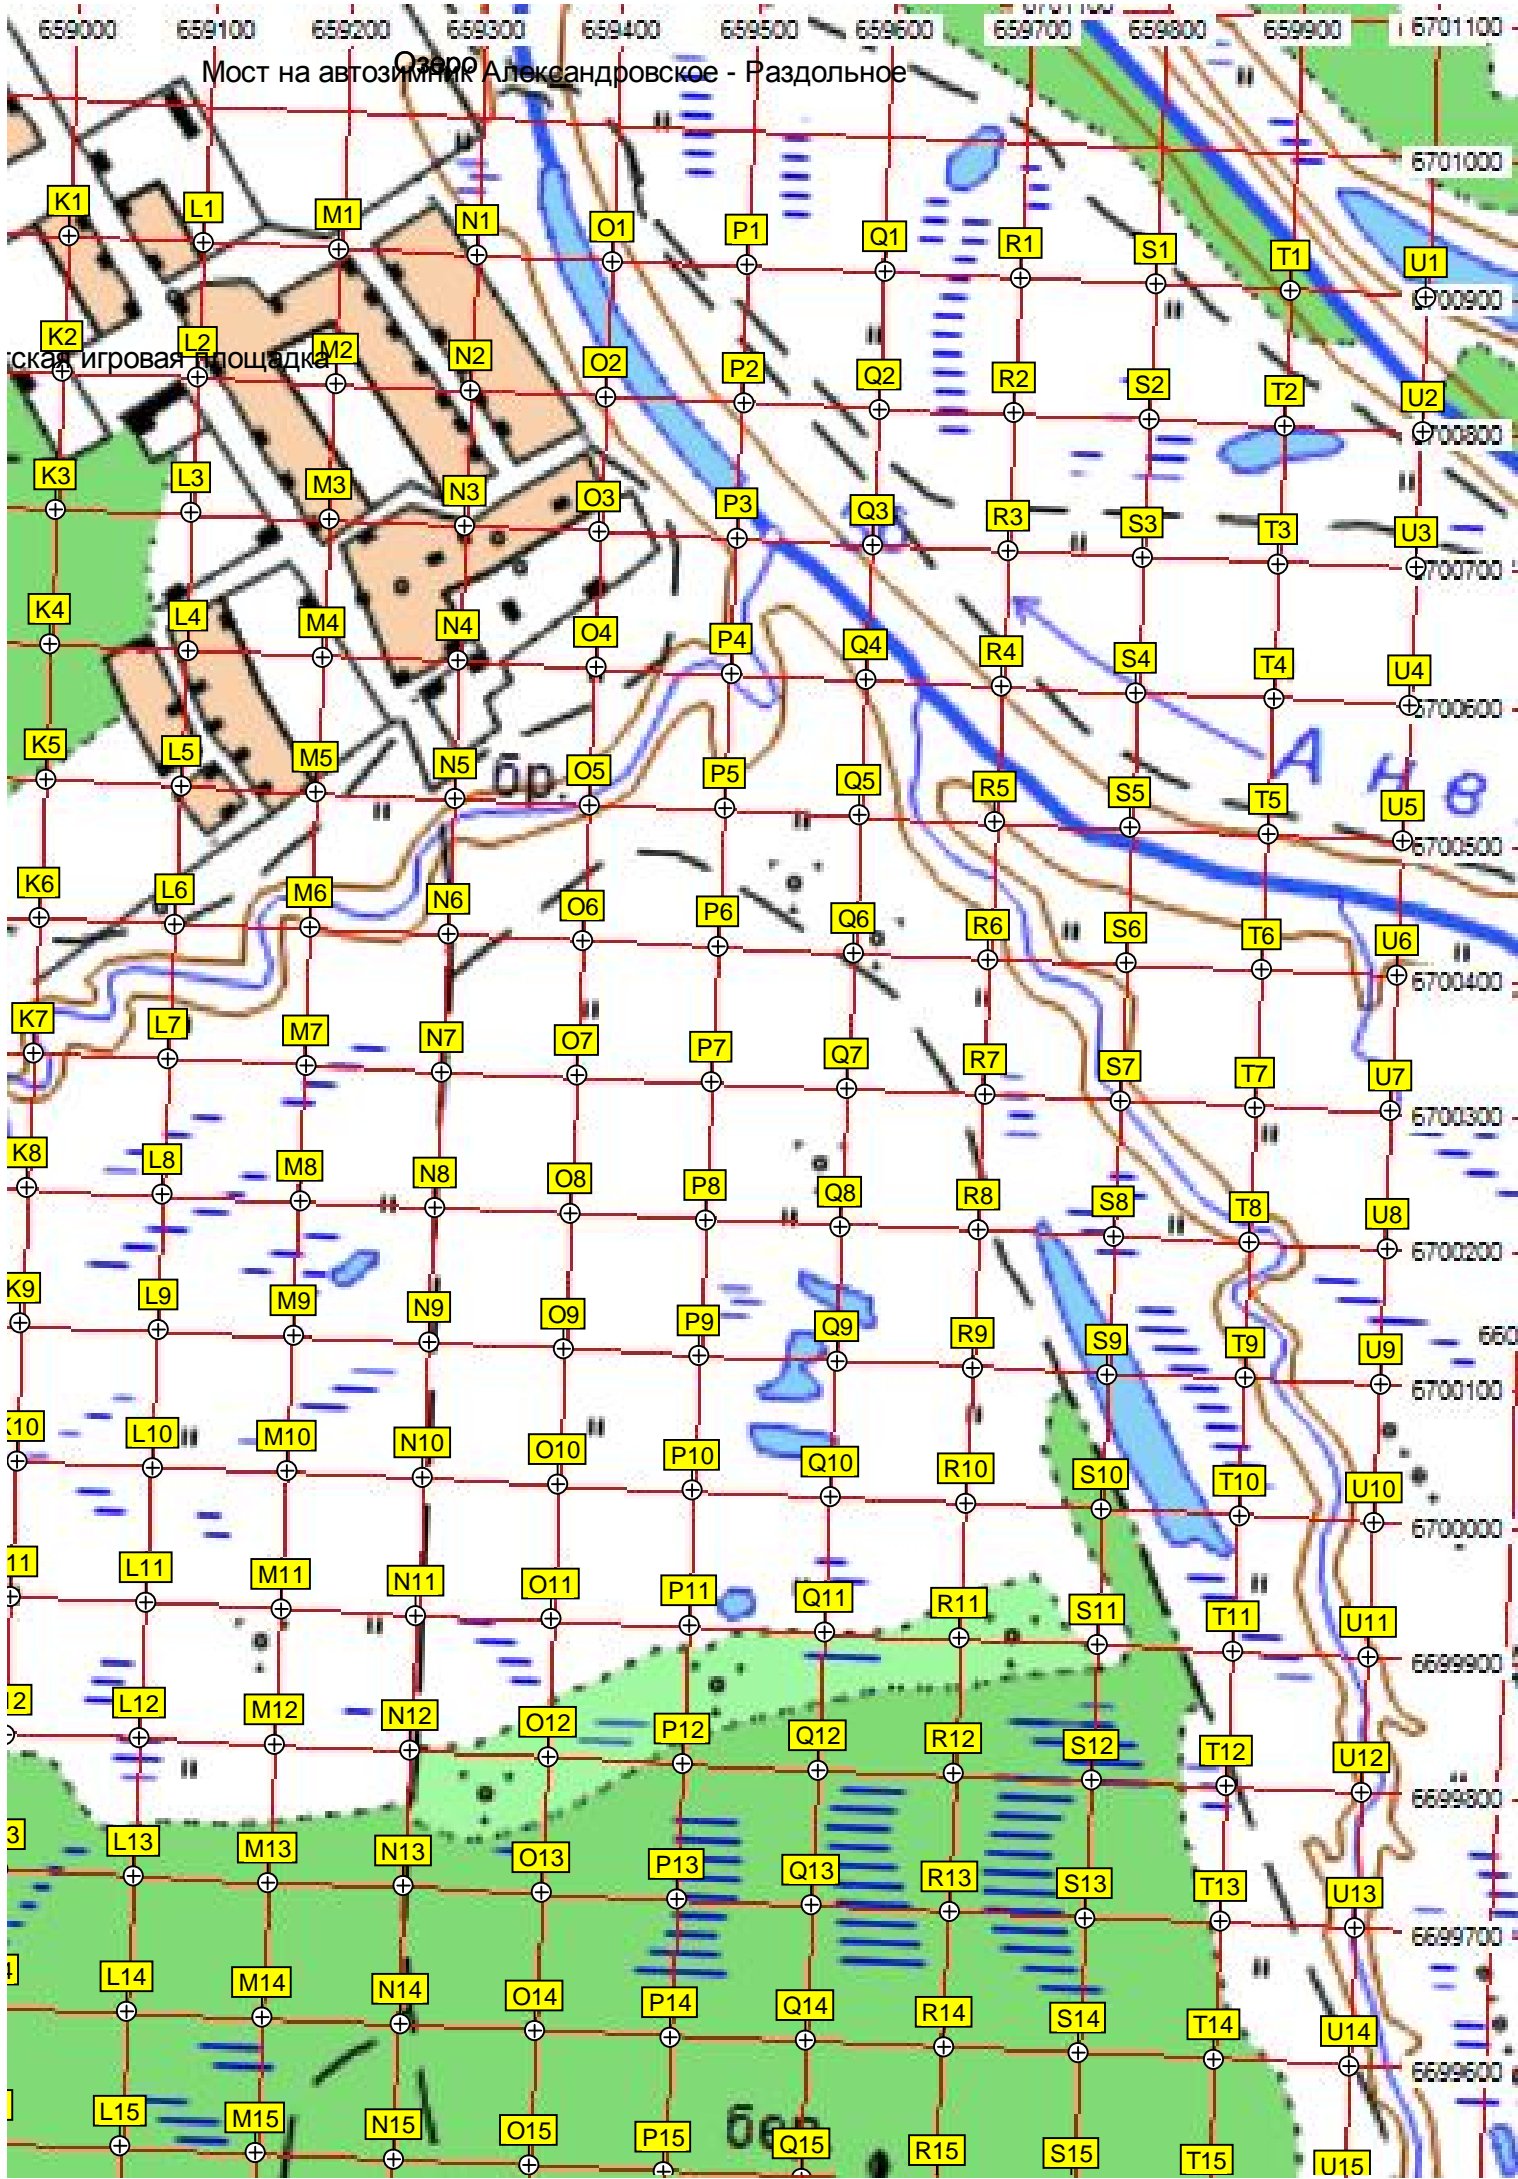 6701100
659000 659100 659200 659300 659400 659500 659600 659700 659800 659900 6701100
Озеро
Мост на автозимник Александровское - Раздольное
6701000
K1 L1 M1 N1 O1 P1 Q1 R1 S1 T1 U1
6700900
K2 L2 M2 N2 O2 P2 Q2 R2 S2 T2 U2
тская игровая площадка
6700800
K3 L3 M3 N3 O3 P3 Q3 R3 S3 T3 U3
6700700
K4 L4 M4 N4 O4 P4 Q4 R4 S4 T4 U4
6700600
А н в
бр.
K5 L5 M5 N5 O5 P5 Q5 R5 S5 T5 U5
6700500
K6 L6 M6 N6 O6 P6 Q6 R6 S6 T6 U6
6700400
K7 L7 M7 N7 O7 P7 Q7 R7 S7 T7 U7
6700300
K8 L8 M8 N8 O8 P8 Q8 R8 S8 T8 U8
6700200
K9 L9 M9 N9 O9 P9 Q9 R9 S9 T9 U9
660
6700100
K10 L10 M10 N10 O10 P10 Q10 R10 S10 T10 U10
6700000
11 L11 M11 N11 O11 P11 Q11 R11 S11 T11 U11
6699900
12 L12 M12 N12 O12 P12 Q12 R12 S12 T12 U12
6699800
3 L13 M13 N13 O13 P13 Q13 R13 S13 T13 U13
6699700
4 L14 M14 N14 O14 P14 Q14 R14 S14 T14 U14
6699600
L15 M15 N15 O15 P15 Q15 R15 S15 T15 U15
бер